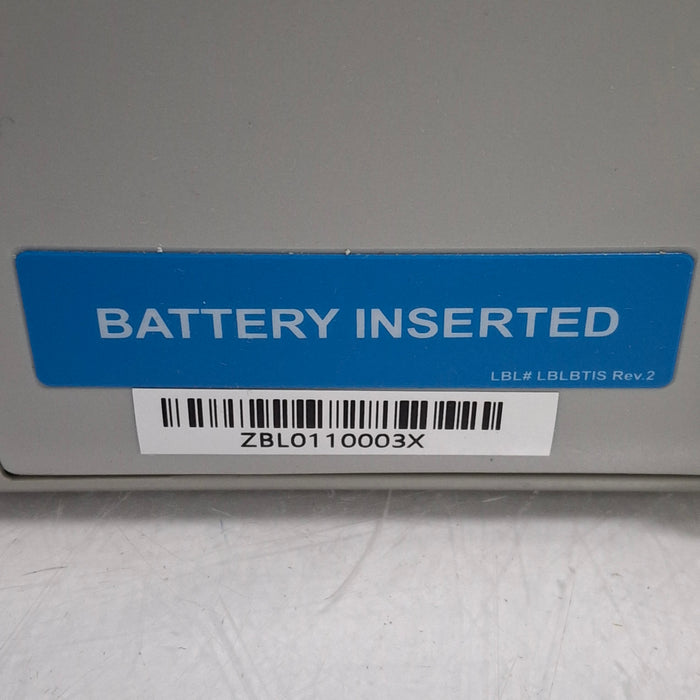 BATTERY INSERTED
LBL# LBLBTIS Rev.2
ZBL0110003X